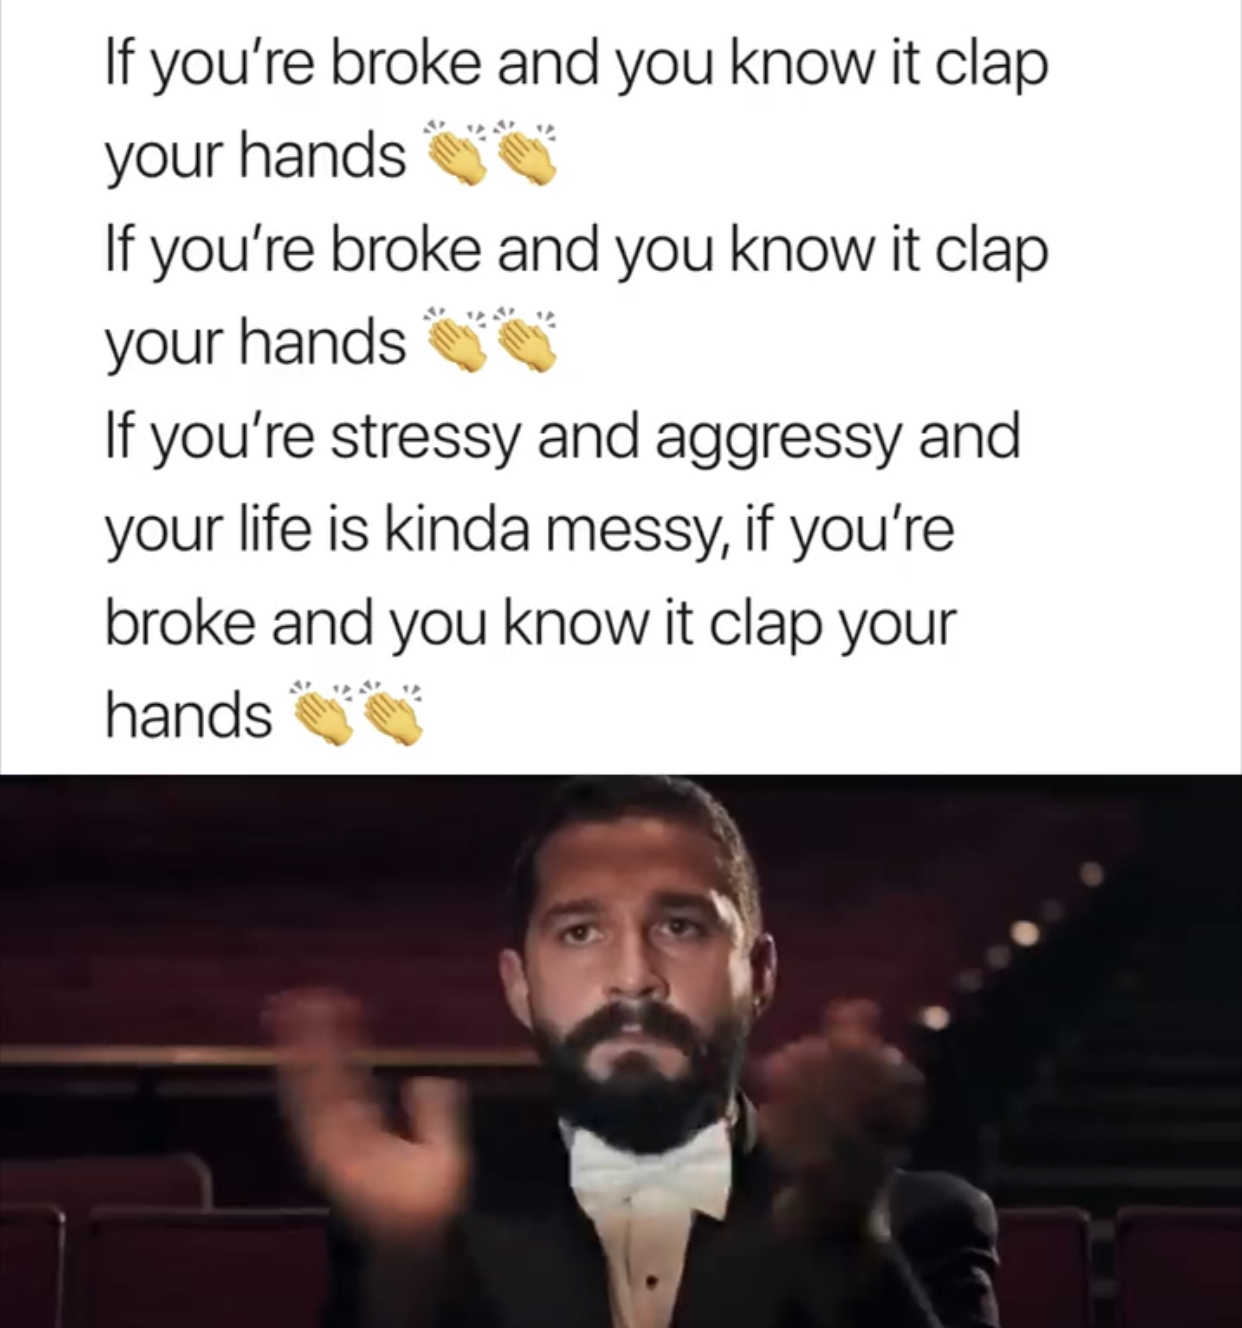 If you’re broke and you know it clap
your hands 👏👏
If you’re broke and you know it clap
your hands 👏👏
If you’re stressy and aggressy and
your life is kinda messy, if you’re
broke and you know it clap your
hands 👏👏